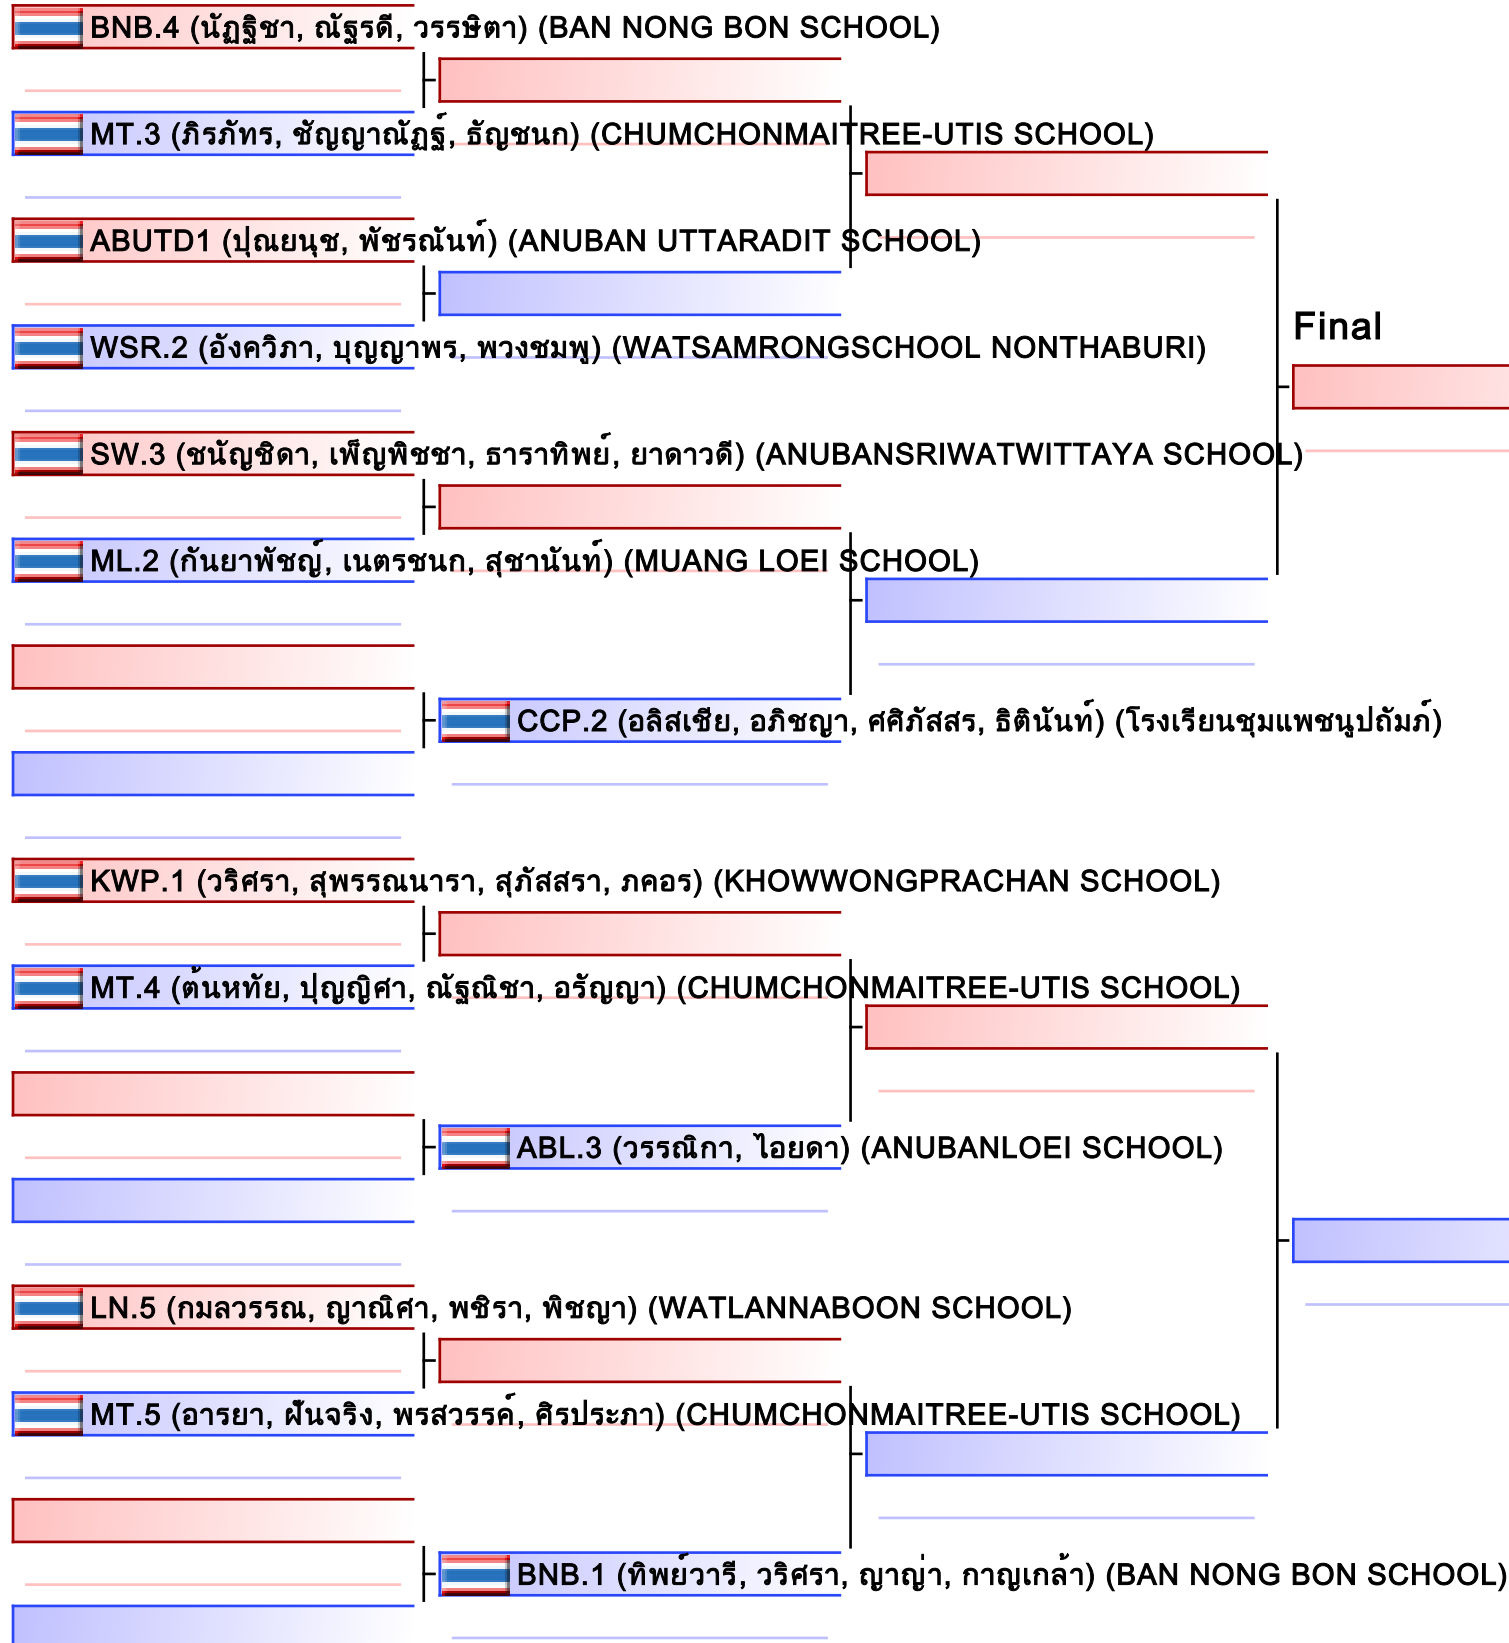 BNB.4 (นัฏฐิชา, ณัฐรดี, วรรษิตา) (BAN NONG BON SCHOOL)
MT.3 (ภิรภัทร, ชัญญาณัฏฐ์, ธัญชนก) (CHUMCHONMAITREE-UTIS SCHOOL)
ABUTD1 (ปุณยนุช, พัชรณันท์) (ANUBAN UTTARADIT SCHOOL)
Final
WSR.2 (อังควิภา, บุญญาพร, พวงชมพู) (WATSAMRONGSCHOOL NONTHABURI)
SW.3 (ชนัญชิดา, เพ็ญพิชชา, ธาราทิพย์, ยาดาวดี) (ANUBANSRIWATWITTAYA SCHOOL)
ML.2 (กันยาพัชญ์, เนตรชนก, สุชานันท์) (MUANG LOEI SCHOOL)
CCP.2 (อลิสเซีย, อภิชญา, ศศิภัสสร, ธิตินันท์) (โรงเรียนชุมแพชนูปถัมภ์)
KWP.1 (วริศรา, สุพรรณนารา, สุภัสสรา, ภคอร) (KHOWWONGPRACHAN SCHOOL)
MT.4 (ต้นหทัย, ปุญญิศา, ณัฐณิชา, อรัญญา) (CHUMCHONMAITREE-UTIS SCHOOL)
ABL.3 (วรรณิกา, ไอยดา) (ANUBANLOEI SCHOOL)
LN.5 (กมลวรรณ, ญาณิศา, พชิรา, พิชญา) (WATLANNABOON SCHOOL)
MT.5 (อารยา, ฝันจริง, พรสวรรค์, ศิรประภา) (CHUMCHONMAITREE-UTIS SCHOOL)
BNB.1 (ทิพย์วารี, วริศรา, ญาญ่า, กาญเกล้า) (BAN NONG BON SCHOOL)